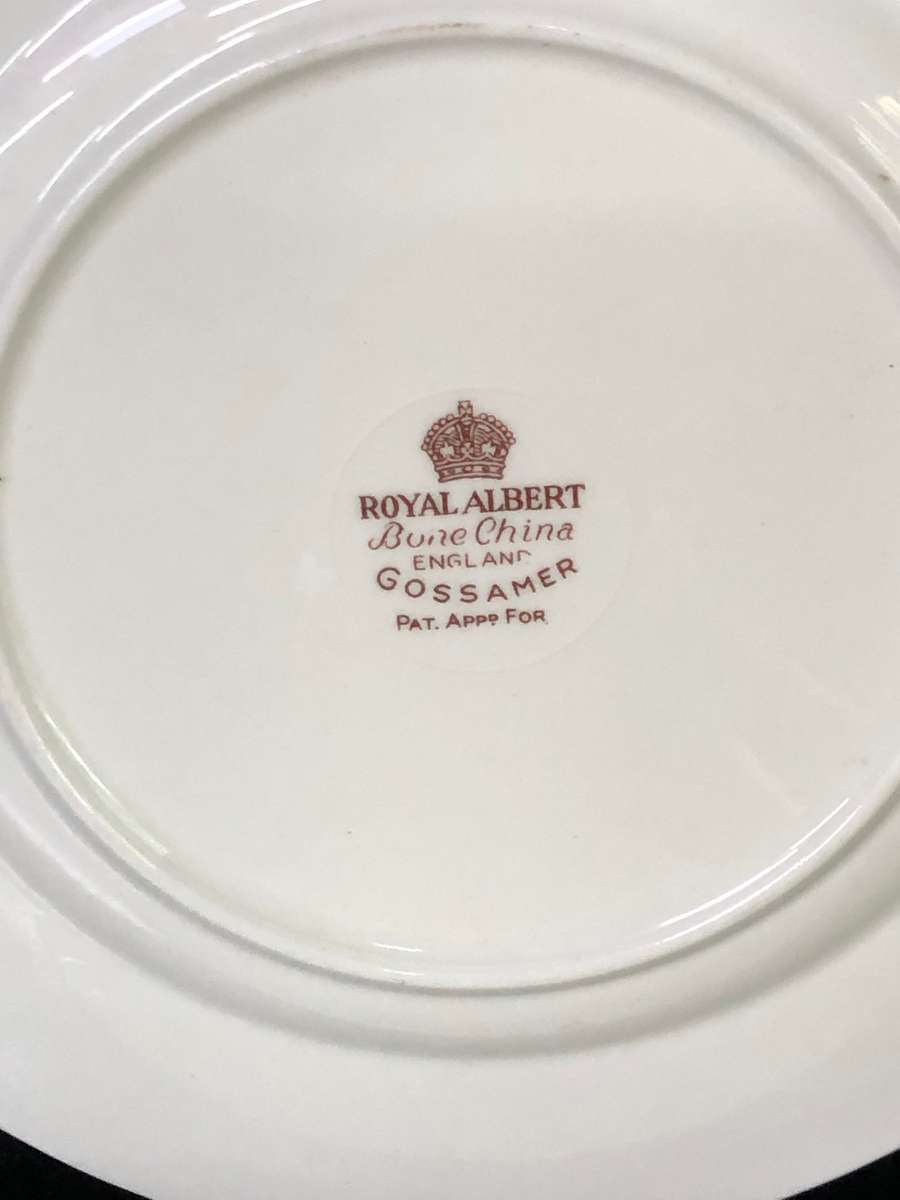 ROYAL ALBERT
Bone China
ENGLAND
GOSSAMER
PAT. APPD FOR